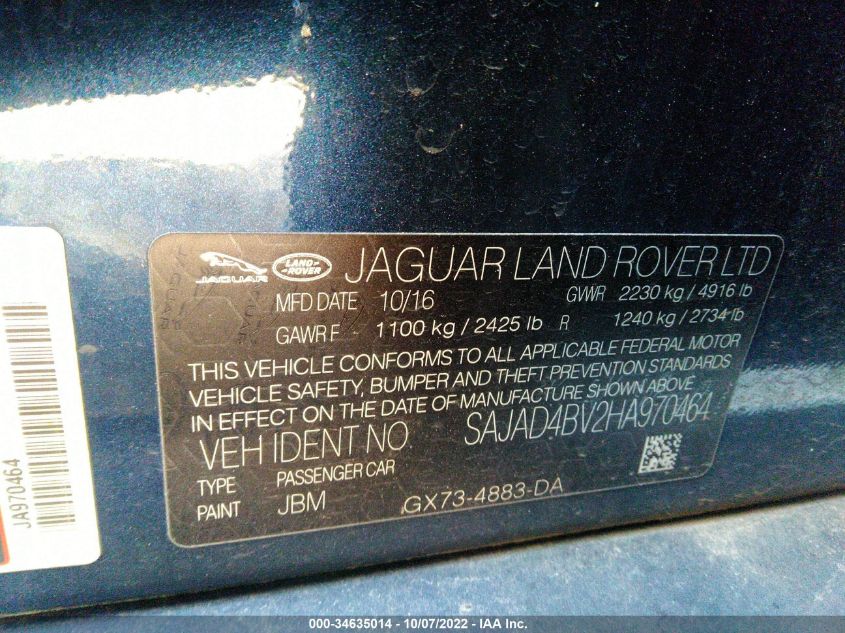 JAGUAR LAND-ROVER JAGUAR LAND ROVER LTD
MFD DATE 10/16 GVWR 2230 kg / 4916 lb
GAWR F 1100 kg / 2425 lb R 1240 kg / 2734 lb
THIS VEHICLE CONFORMS TO ALL APPLICABLE FEDERAL MOTOR
VEHICLE SAFETY, BUMPER AND THEFT PREVENTION STANDARDS
IN EFFECT ON THE DATE OF MANUFACTURE SHOWN ABOVE
VEH IDENT NO SAJAD4BV2HA970464
TYPE PASSENGER CAR
PAINT JBM GX73-4883-DA
JA970464
000-34635014 - 10/07/2022 - IAA Inc.